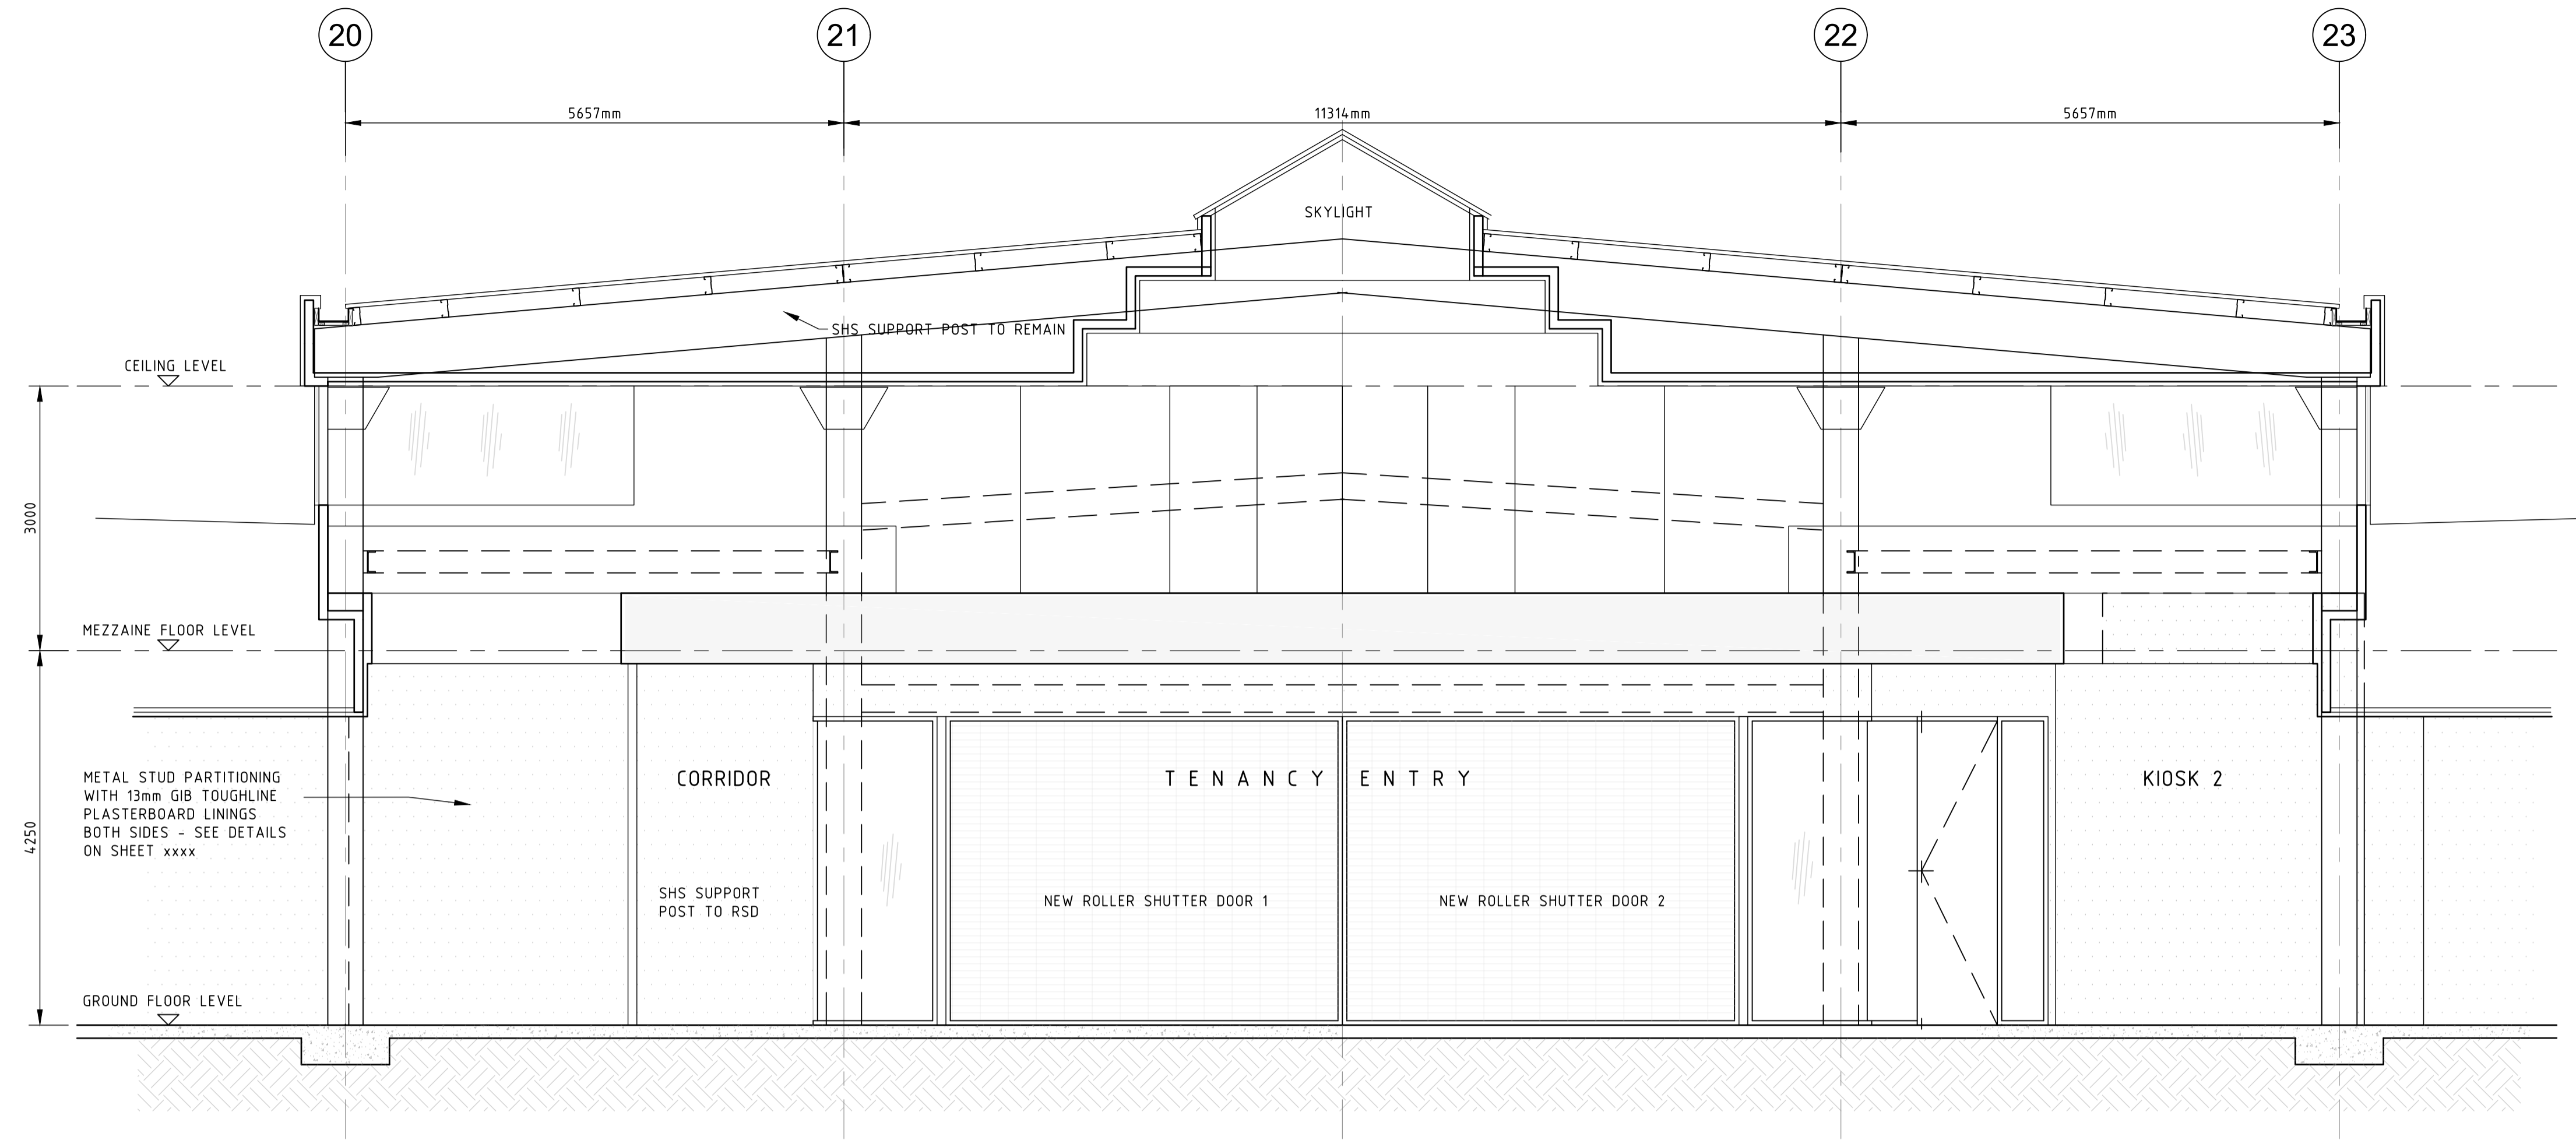 20
21
22
23
5657mm
11314mm
5657mm
SKYLIGHT
SHS SUPPORT POST TO REMAIN
CEILING LEVEL
3000
MEZZAINE FLOOR LEVEL
METAL STUD PARTITIONING
WITH 13mm GIB TOUGHLINE
PLASTERBOARD LININGS
BOTH SIDES - SEE DETAILS
ON SHEET xxxx
4250
CORRIDOR
TENANCY ENTRY
KIOSK 2
SHS SUPPORT
POST TO RSD
NEW ROLLER SHUTTER DOOR 1
NEW ROLLER SHUTTER DOOR 2
GROUND FLOOR LEVEL